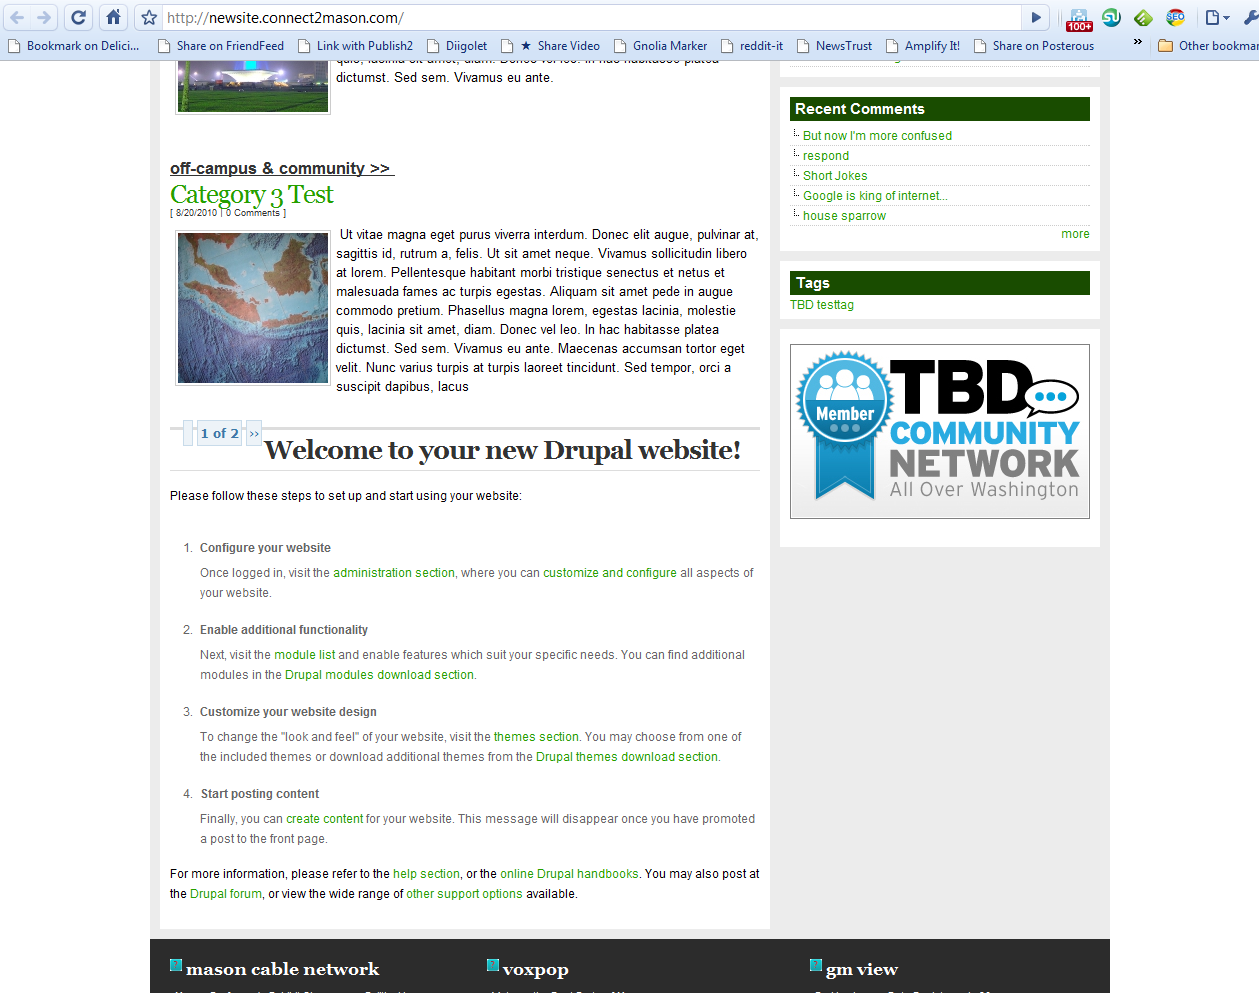 http://newsite.connect2mason.com/
100+
SEO
Bookmark on Delici...
Share on FriendFeed
Link with Publish2
Diigolet
★ Share Video
Gnolia Marker
reddit-it
NewsTrust
Amplify It!
Share on Posterous
»
Other bookmar
quis, lacinia sit amet, diam. Donec vel leo. In hac habitasse platea
dictumst. Sed sem. Vivamus eu ante.
off-campus & community >>
Category 3 Test
[ 8/20/2010 | 0 Comments ]
Ut vitae magna eget purus viverra interdum. Donec elit augue, pulvinar at,
sagittis id, rutrum a, felis. Ut sit amet neque. Vivamus sollicitudin libero
at lorem. Pellentesque habitant morbi tristique senectus et netus et
malesuada fames ac turpis egestas. Aliquam sit amet pede in augue
commodo pretium. Phasellus magna lorem, egestas lacinia, molestie
quis, lacinia sit amet, diam. Donec vel leo. In hac habitasse platea
dictumst. Sed sem. Vivamus eu ante. Maecenas accumsan tortor eget
velit. Nunc varius turpis at turpis laoreet tincidunt. Sed tempor, orci a
suscipit dapibus, lacus
1 of 2 ››
Welcome to your new Drupal website!
Please follow these steps to set up and start using your website:
1. Configure your website
Once logged in, visit the administration section, where you can customize and configure all aspects of
your website.
2. Enable additional functionality
Next, visit the module list and enable features which suit your specific needs. You can find additional
modules in the Drupal modules download section.
3. Customize your website design
To change the "look and feel" of your website, visit the themes section. You may choose from one of
the included themes or download additional themes from the Drupal themes download section.
4. Start posting content
Finally, you can create content for your website. This message will disappear once you have promoted
a post to the front page.
For more information, please refer to the help section, or the online Drupal handbooks. You may also post at
the Drupal forum, or view the wide range of other support options available.
Recent Comments
But now I'm more confused
respond
Short Jokes
Google is king of internet...
house sparrow
more
Tags
TBD testtag
Member
TBD
COMMUNITY
NETWORK
All Over Washington
mason cable network
voxpop
gm view